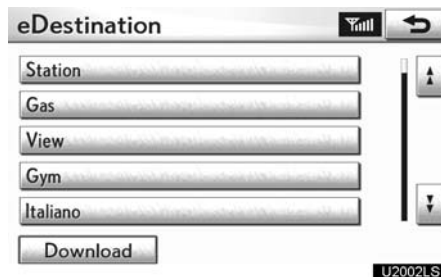 eDestination
Station
Gas
View
Gym
Italiano
Download
U2002LS